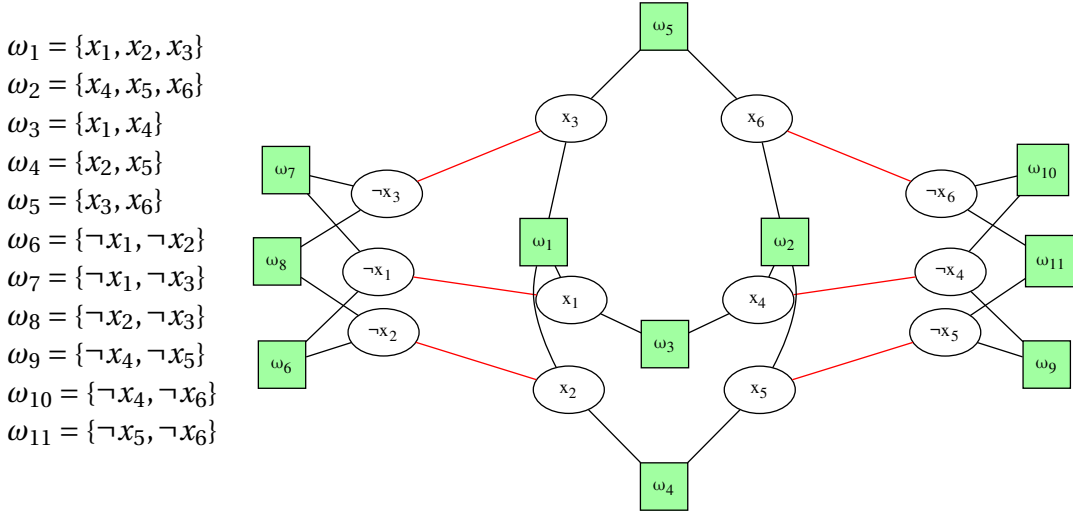 ω₁ = {x₁, x₂, x₃}
ω₂ = {x₄, x₅, x₆}
ω₃ = {x₁, x₄}
ω₄ = {x₂, x₅}
ω₅ = {x₃, x₆}
ω₆ = {¬x₁, ¬x₂}
ω₇ = {¬x₁, ¬x₃}
ω₈ = {¬x₂, ¬x₃}
ω₉ = {¬x₄, ¬x₅}
ω₁₀ = {¬x₄, ¬x₆}
ω₁₁ = {¬x₅, ¬x₆}
ω₅
x₃
x₆
ω₇
ω₁₀
¬x₃
¬x₆
ω₁
ω₂
ω₈
ω₁₁
¬x₁
¬x₄
x₁
x₄
¬x₂
¬x₅
ω₃
ω₆
ω₉
x₂
x₅
ω₄